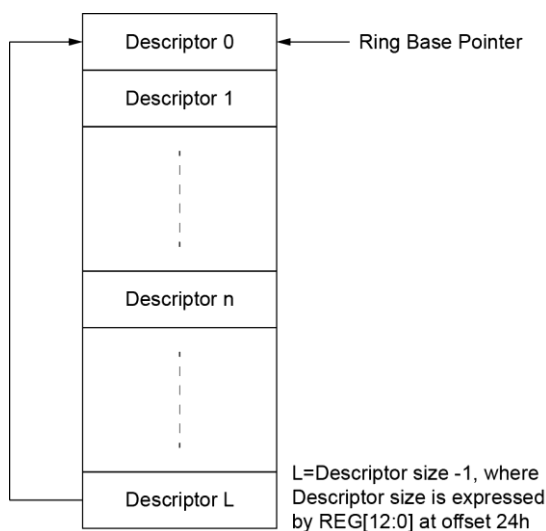 Descriptor 0
Ring Base Pointer
Descriptor 1
Descriptor n
Descriptor L
L=Descriptor size -1, where
Descriptor size is expressed
by REG[12:0] at offset 24h